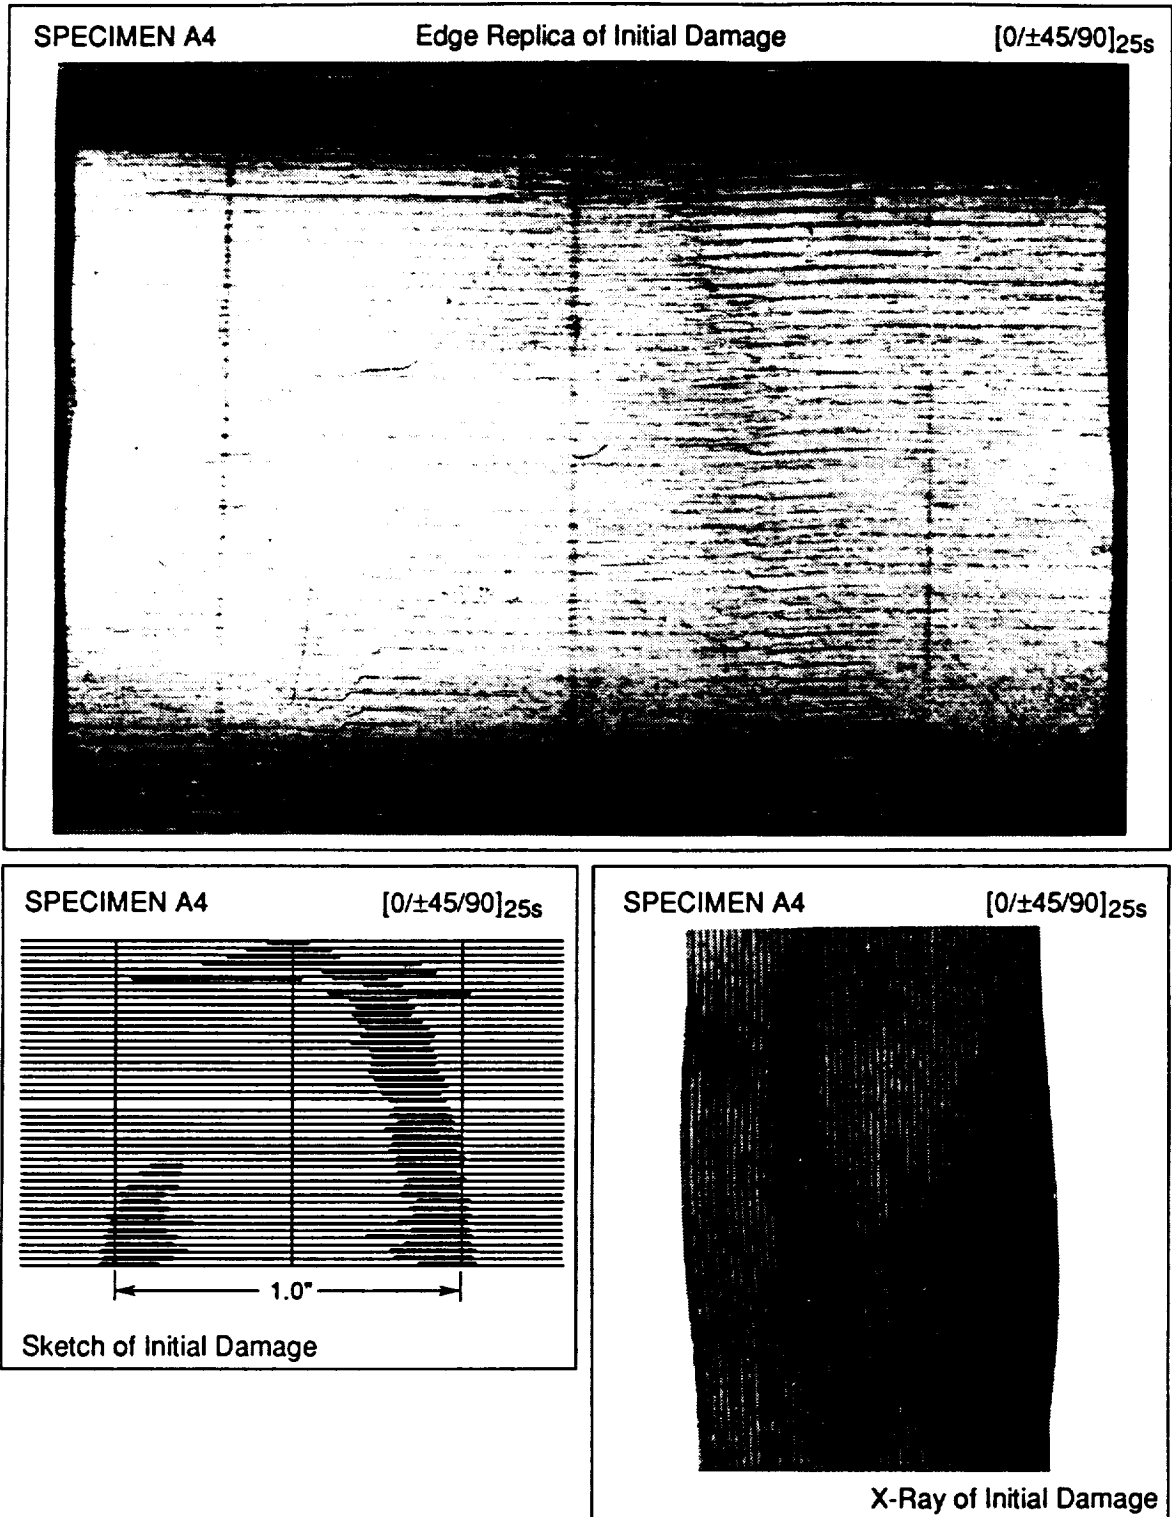 SPECIMEN A4 Edge Replica of Initial Damage [0/±45/90]25s
SPECIMEN A4 [0/±45/90]25s
1.0"
Sketch of Initial Damage
SPECIMEN A4 [0/±45/90]25s
X-Ray of Initial Damage